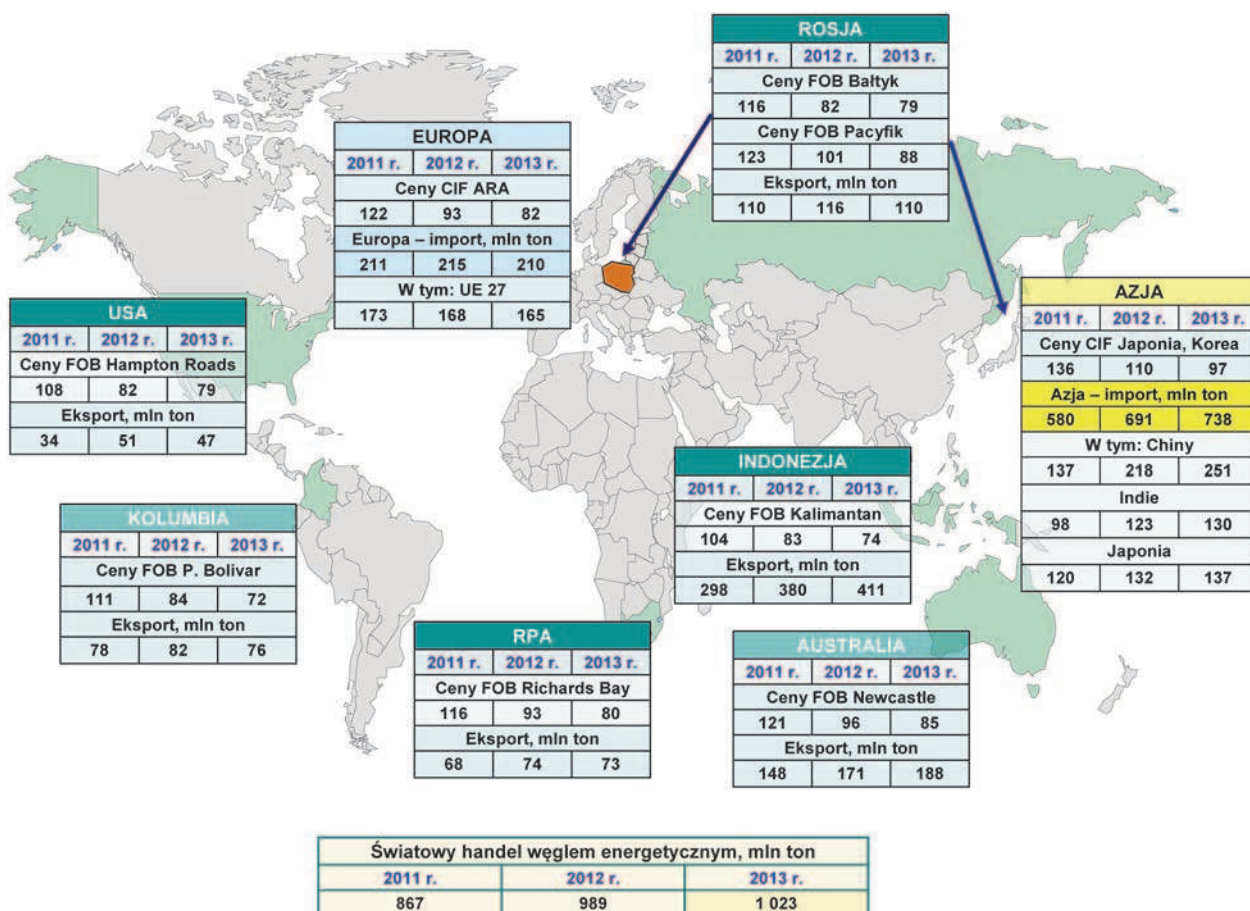 ROSJA
2011 r. 2012 r. 2013 r.
Ceny FOB Bałtyk
116 82 79
Ceny FOB Pacyfik
123 101 88
Eksport, mln ton
110 116 110
EUROPA
2011 r. 2012 r. 2013 r.
Ceny CIF ARA
122 93 82
Europa – import, mln ton
211 215 210
W tym: UE 27
173 168 165
USA
2011 r. 2012 r. 2013 r.
Ceny FOB Hampton Roads
108 82 79
Eksport, mln ton
34 51 47
AZJA
2011 r. 2012 r. 2013 r.
Ceny CIF Japonia, Korea
136 110 97
Azja – import, mln ton
580 691 738
W tym: Chiny
137 218 251
Indie
98 123 130
Japonia
120 132 137
INDONEZJA
2011 r. 2012 r. 2013 r.
Ceny FOB Kalimantan
104 83 74
Eksport, mln ton
298 380 411
KOLUMBIA
2011 r. 2012 r. 2013 r.
Ceny FOB P. Bolivar
111 84 72
Eksport, mln ton
78 82 76
RPA
2011 r. 2012 r. 2013 r.
Ceny FOB Richards Bay
116 93 80
Eksport, mln ton
68 74 73
AUSTRALIA
2011 r. 2012 r. 2013 r.
Ceny FOB Newcastle
121 96 85
Eksport, mln ton
148 171 188
Światowy handel węglem energetycznym, mln ton
2011 r. 2012 r. 2013 r.
867 989 1 023